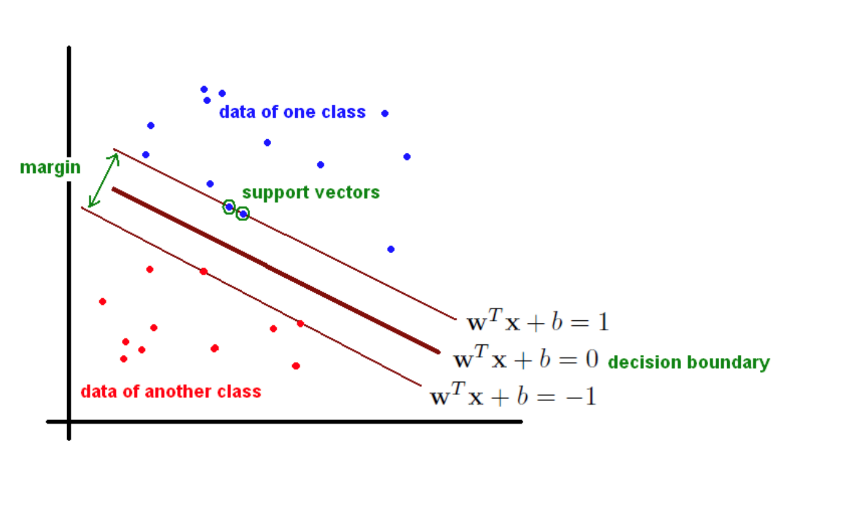 data of one class
margin
support vectors
w^T x + b = 1
w^T x + b = 0 decision boundary
data of another class
w^T x + b = −1